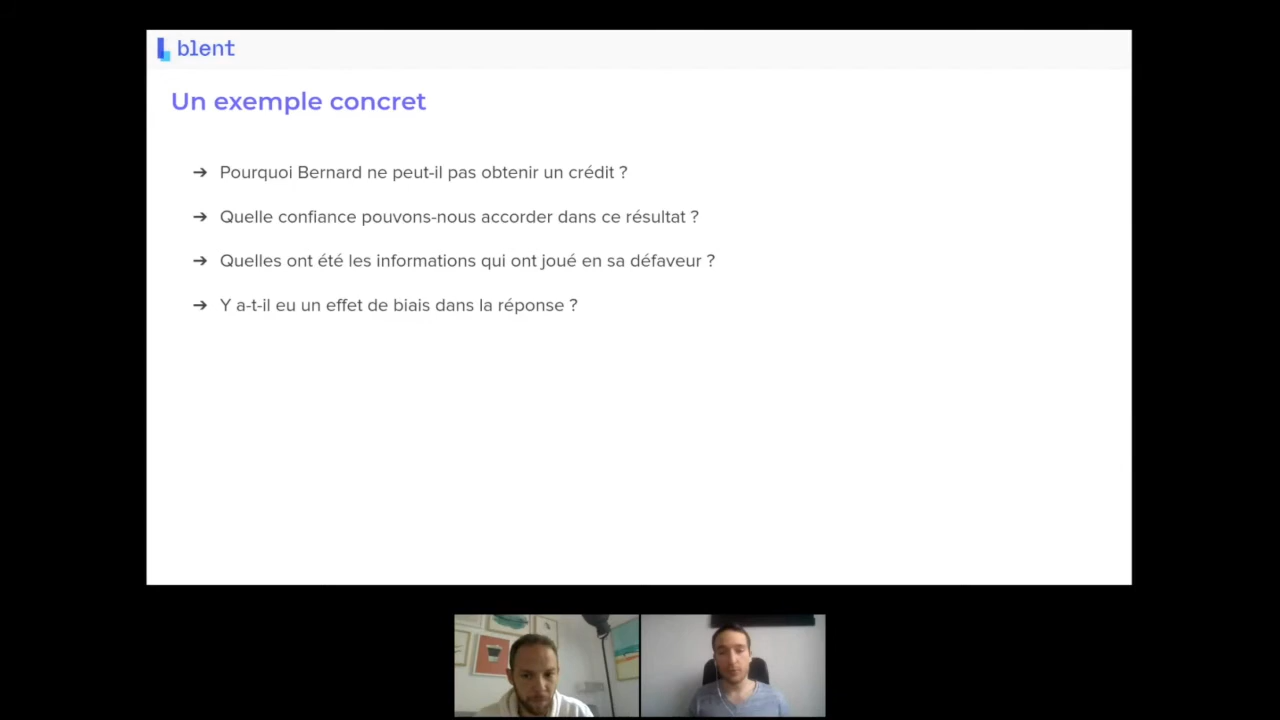 blent
Un exemple concret
➔ Pourquoi Bernard ne peut-il pas obtenir un crédit ?
➔ Quelle confiance pouvons-nous accorder dans ce résultat ?
➔ Quelles ont été les informations qui ont joué en sa défaveur ?
➔ Y a-t-il eu un effet de biais dans la réponse ?